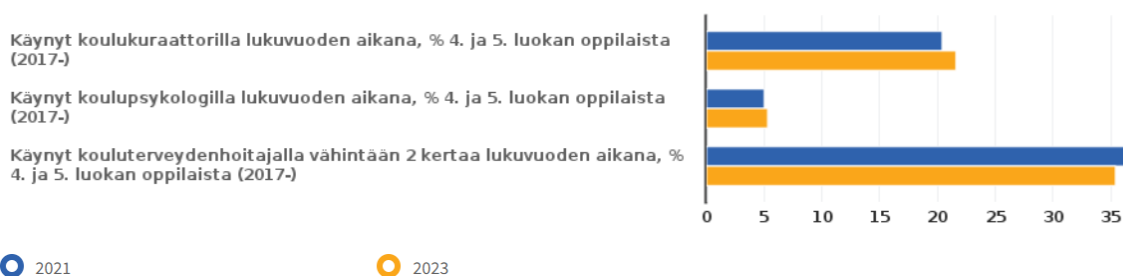 Käynyt koulukuraattorilla lukuvuoden aikana, % 4. ja 5. luokan oppilaista
(2017-)
Käynyt koulupsykologilla lukuvuoden aikana, % 4. ja 5. luokan oppilaista
(2017-)
Käynyt kouluterveydenhoitajalla vähintään 2 kertaa lukuvuoden aikana, %
4. ja 5. luokan oppilaista (2017-)
0 5 10 15 20 25 30 35
2021 2023